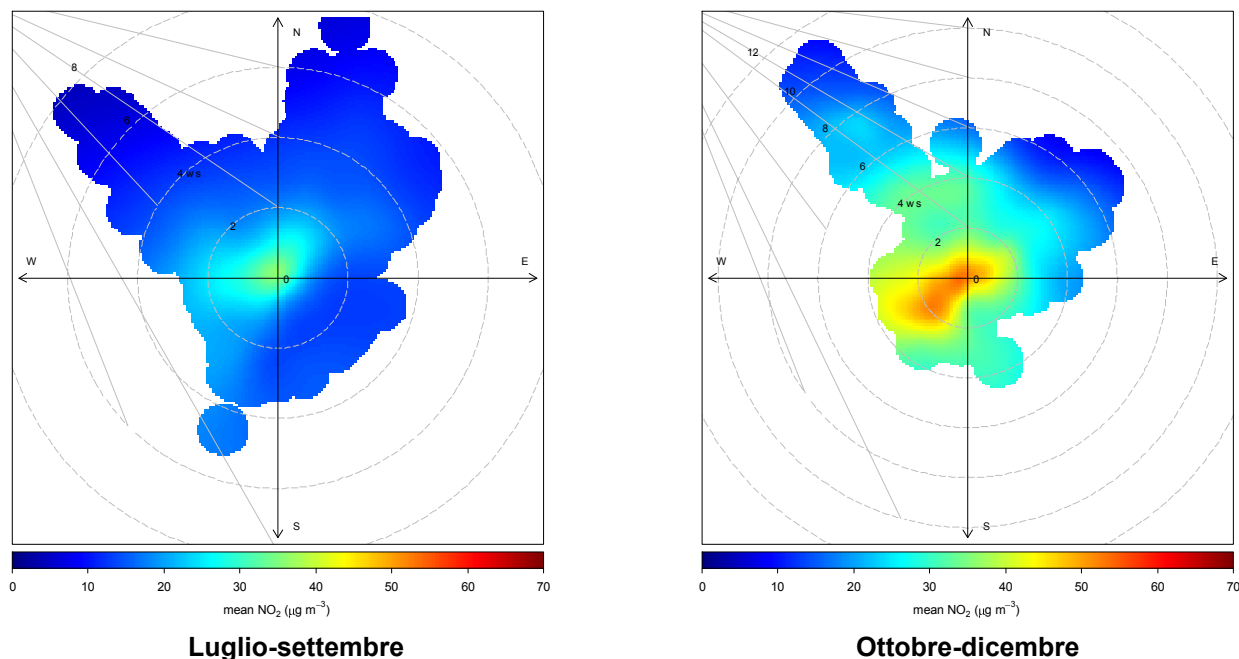 N
8
6
4 ws
2
W
0
E
S
0 10 20 30 40 50 60 70
mean NO₂ (μg m⁻³)
Luglio-settembre
N
12
10
8
6
4 ws
2
W
0
E
S
0 10 20 30 40 50 60 70
mean NO₂ (μg m⁻³)
Ottobre-dicembre